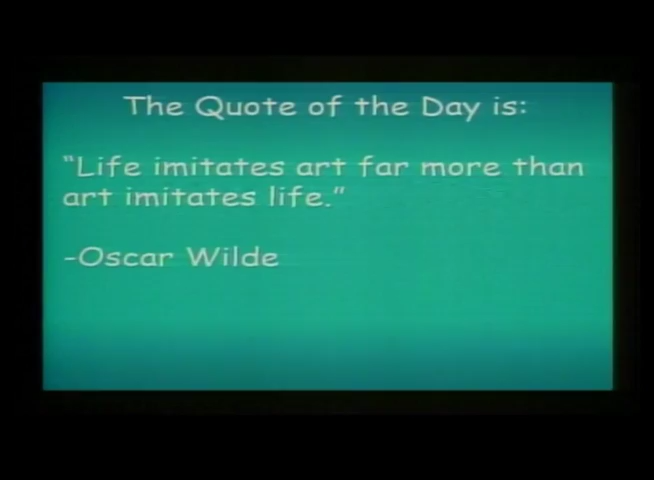 The Quote of the Day is:
“Life imitates art far more than
art imitates life.”
-Oscar Wilde